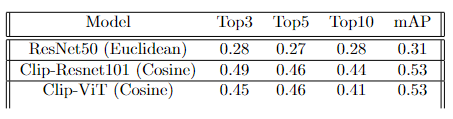 Model Top3 Top5 Top10 mAP
ResNet50 (Euclidean) 0.28 0.27 0.28 0.31
Clip-Resnet101 (Cosine) 0.49 0.46 0.44 0.53
Clip-ViT (Cosine) 0.45 0.46 0.41 0.53